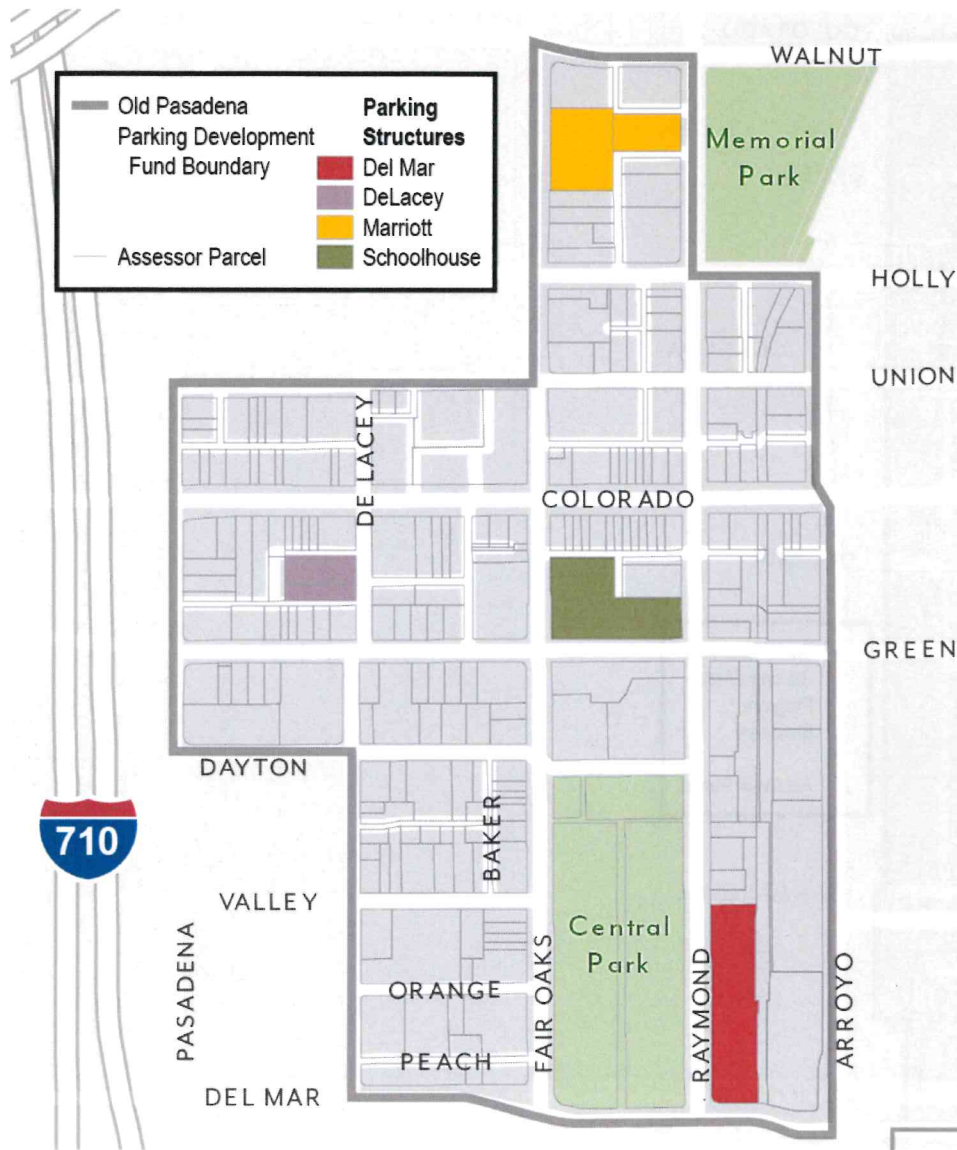 WALNUT
Old Pasadena
Parking Development
Fund Boundary
Assessor Parcel
Parking
Structures
Del Mar
DeLacey
Marriott
Schoolhouse
Memorial
Park
HOLLY
UNION
DE LACEY
COLORADO
GREEN
DAYTON
BAKER
710
VALLEY
Central
Park
PASADENA
ORANGE
FAIR OAKS
RAYMOND
ARROYO
PEACH
DEL MAR